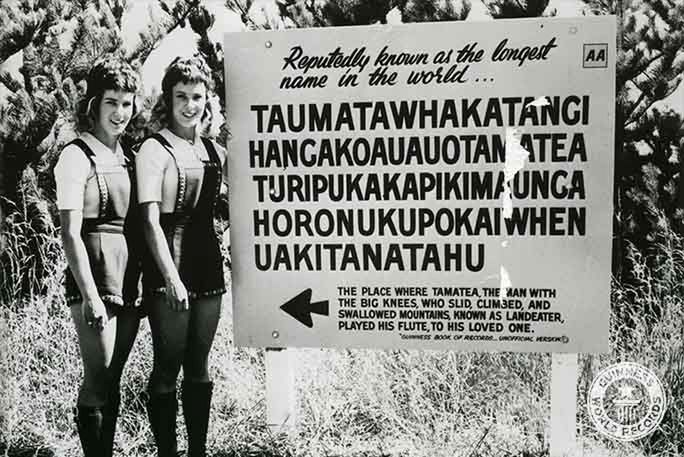 Reputedly known as the longest
name in the world ...
AA
TAUMATAWHAKATANGI
HANGAKOAUAUOTAMATEA
TURIPUKAKAPIKIMAUNGA
HORONUKUPOKAIWHEN
UAKITANATAHU
THE PLACE WHERE TAMATEA, THE MAN WITH
THE BIG KNEES, WHO SLID, CLIMBED, AND
SWALLOWED MOUNTAINS, KNOWN AS LANDEATER,
PLAYED HIS FLUTE, TO HIS LOVED ONE.
"GUINNESS BOOK OF RECORDS... UNOFFICIAL VERSION"
GUINNESS WORLD RECORDS